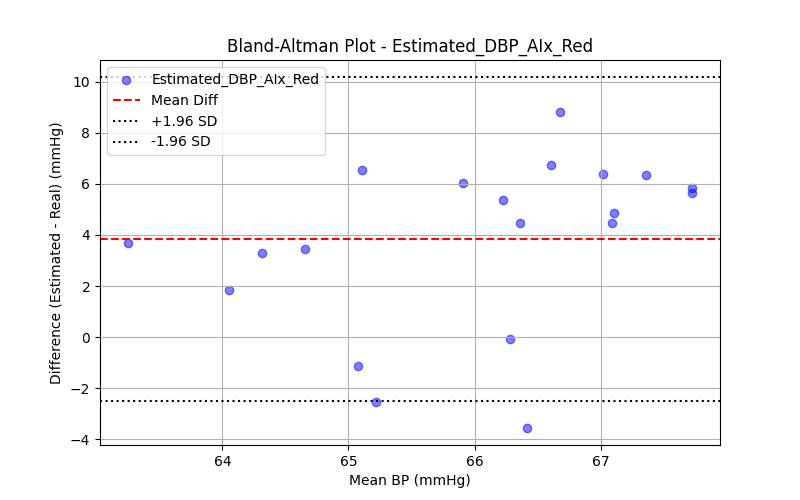 Bland-Altman Plot - Estimated_DBP_AIx_Red
Estimated_DBP_AIx_Red
Mean Diff
+1.96 SD
-1.96 SD
10
8
6
4
2
0
−2
−4
Difference (Estimated - Real) (mmHg)
64 65 66 67
Mean BP (mmHg)